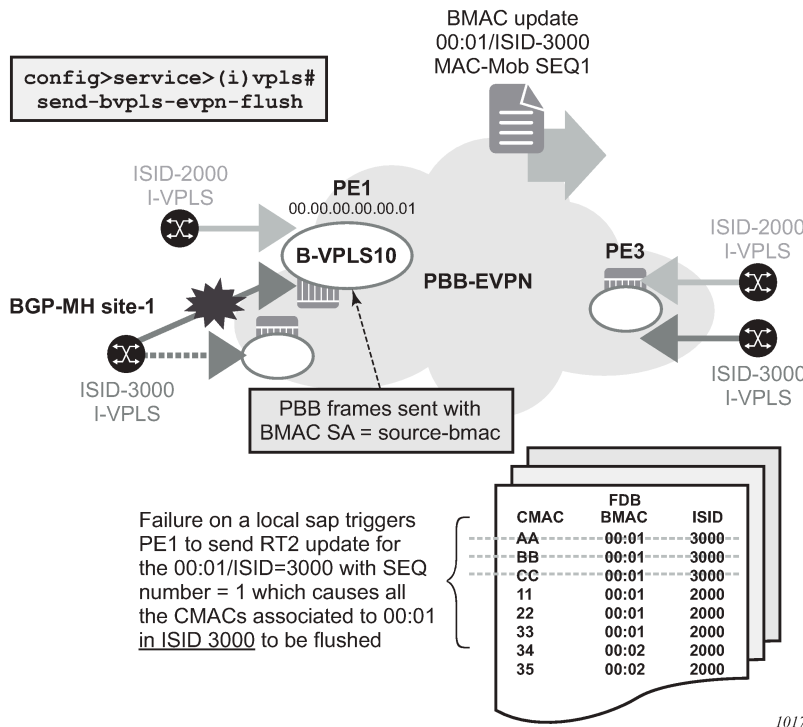 BMAC update
00:01/ISID-3000
MAC-Mob SEQ1
config>service>(i)vpls#
send-bvpls-evpn-flush
ISID-2000
I-VPLS
PE1
00.00.00.00.00.01
B-VPLS10
PBB-EVPN
PE3
ISID-2000
I-VPLS
BGP-MH site-1
ISID-3000
I-VPLS
ISID-3000
I-VPLS
PBB frames sent with
BMAC SA = source-bmac
Failure on a local sap triggers
PE1 to send RT2 update for
the 00:01/ISID=3000 with SEQ
number = 1 which causes all
the CMACs associated to 00:01
in ISID 3000 to be flushed
FDB
CMAC BMAC ISID
AA 00:01 3000
BB 00:01 3000
CC 00:01 3000
11 00:01 2000
22 00:01 2000
33 00:01 2000
34 00:02 2000
35 00:02 2000
1017